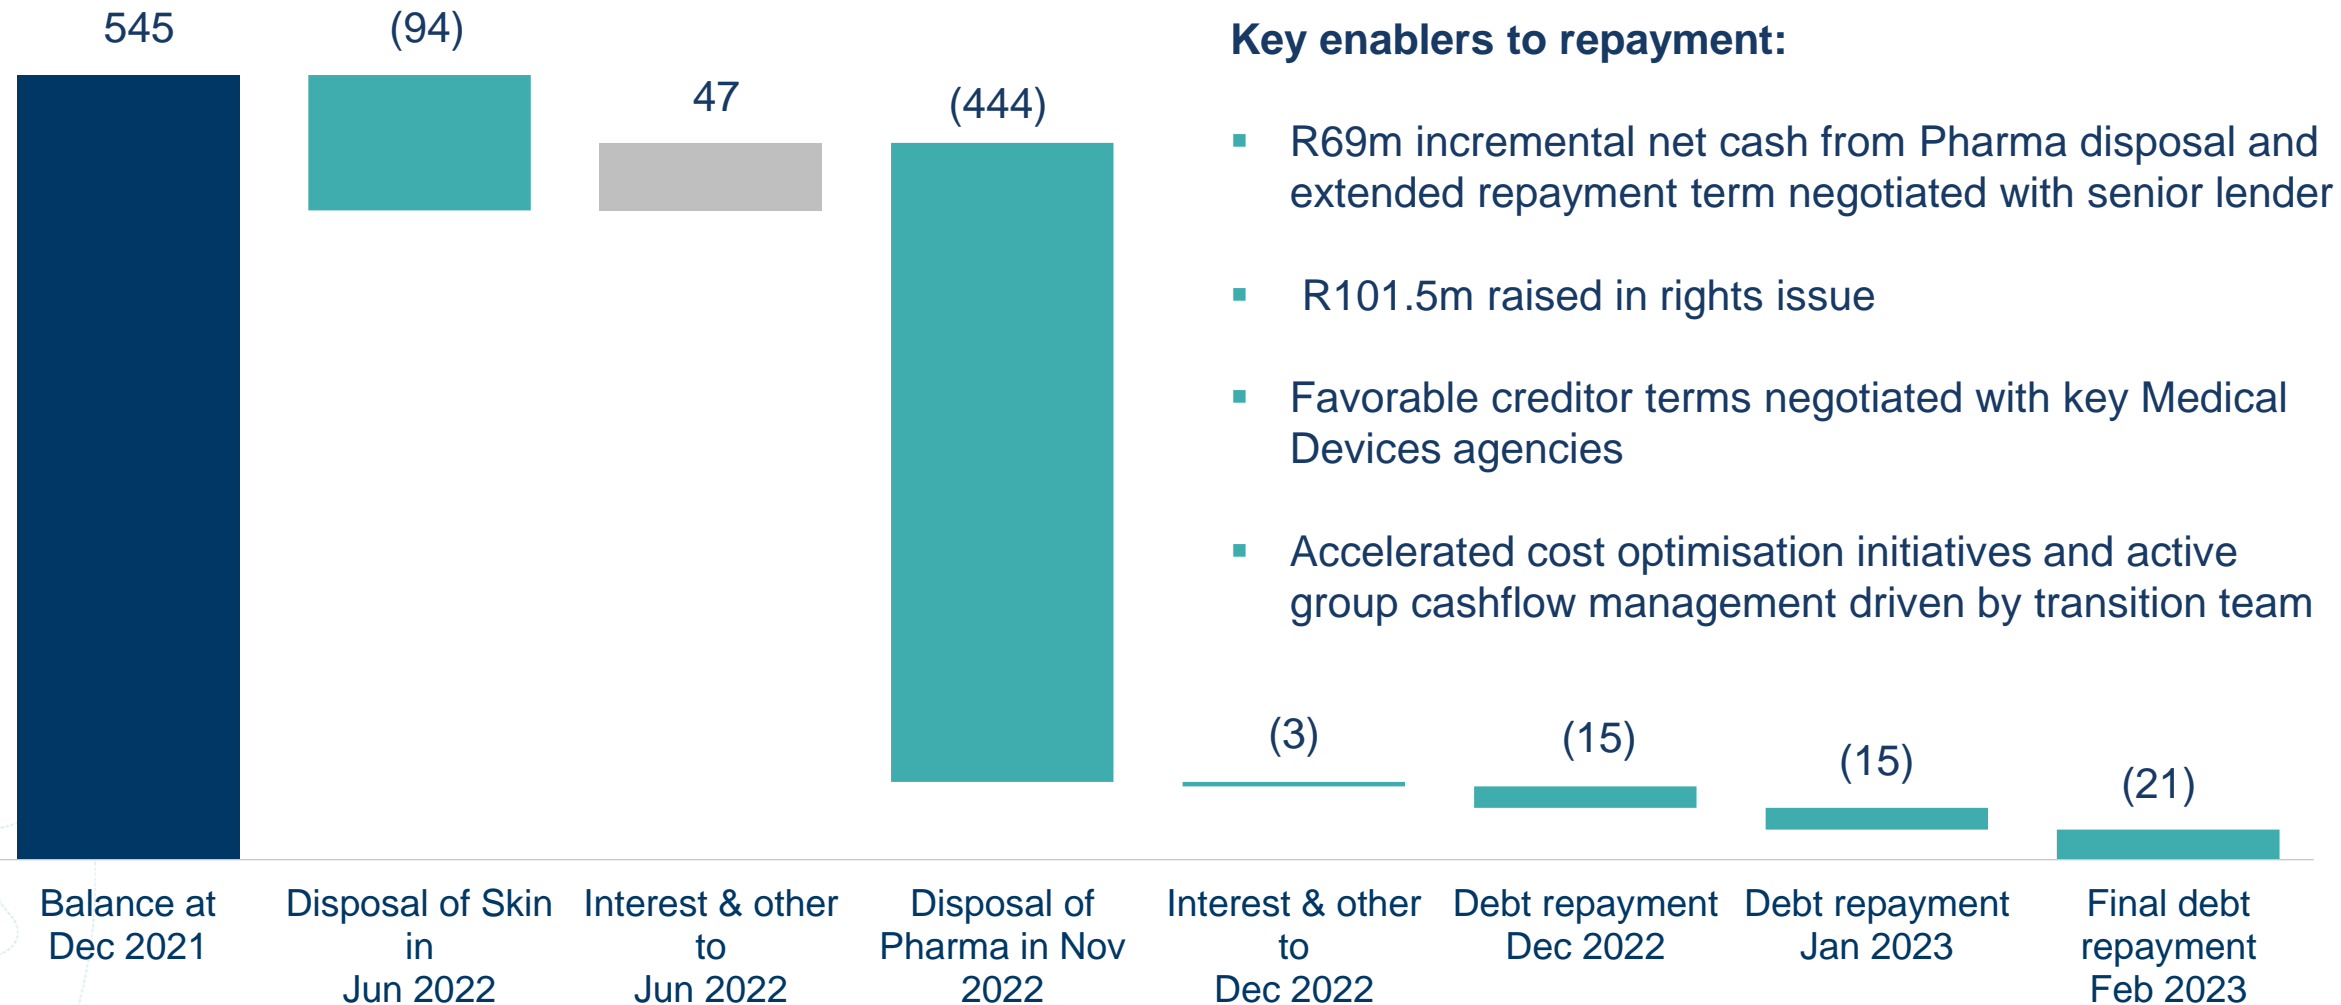 545
(94)
47
(444)
(3)
(15)
(15)
(21)
Balance at
Dec 2021
Disposal of Skin
in
Jun 2022
Interest & other
to
Jun 2022
Disposal of
Pharma in Nov
2022
Interest & other
to
Dec 2022
Debt repayment
Dec 2022
Debt repayment
Jan 2023
Final debt
repayment
Feb 2023
Key enablers to repayment:
▪ R69m incremental net cash from Pharma disposal and
extended repayment term negotiated with senior lender
▪ R101.5m raised in rights issue
▪ Favorable creditor terms negotiated with key Medical
Devices agencies
▪ Accelerated cost optimisation initiatives and active
group cashflow management driven by transition team